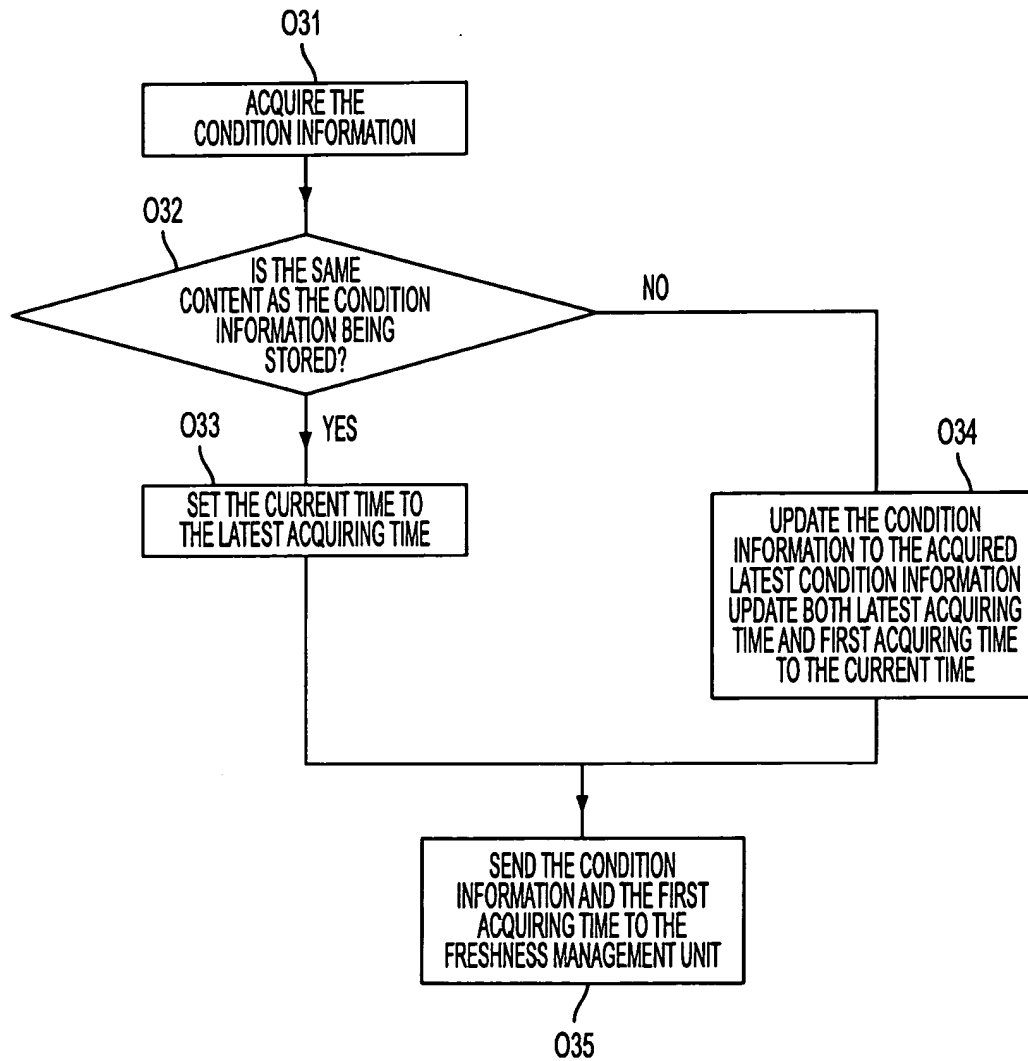 O31
ACQUIRE THE
CONDITION INFORMATION
O32
IS THE SAME
CONTENT AS THE CONDITION
INFORMATION BEING
STORED?
NO
YES
O33
SET THE CURRENT TIME TO
THE LATEST ACQUIRING TIME
O34
UPDATE THE CONDITION
INFORMATION TO THE ACQUIRED
LATEST CONDITION INFORMATION
UPDATE BOTH LATEST ACQUIRING
TIME AND FIRST ACQUIRING TIME
TO THE CURRENT TIME
SEND THE CONDITION
INFORMATION AND THE FIRST
ACQUIRING TIME TO THE
FRESHNESS MANAGEMENT UNIT
O35